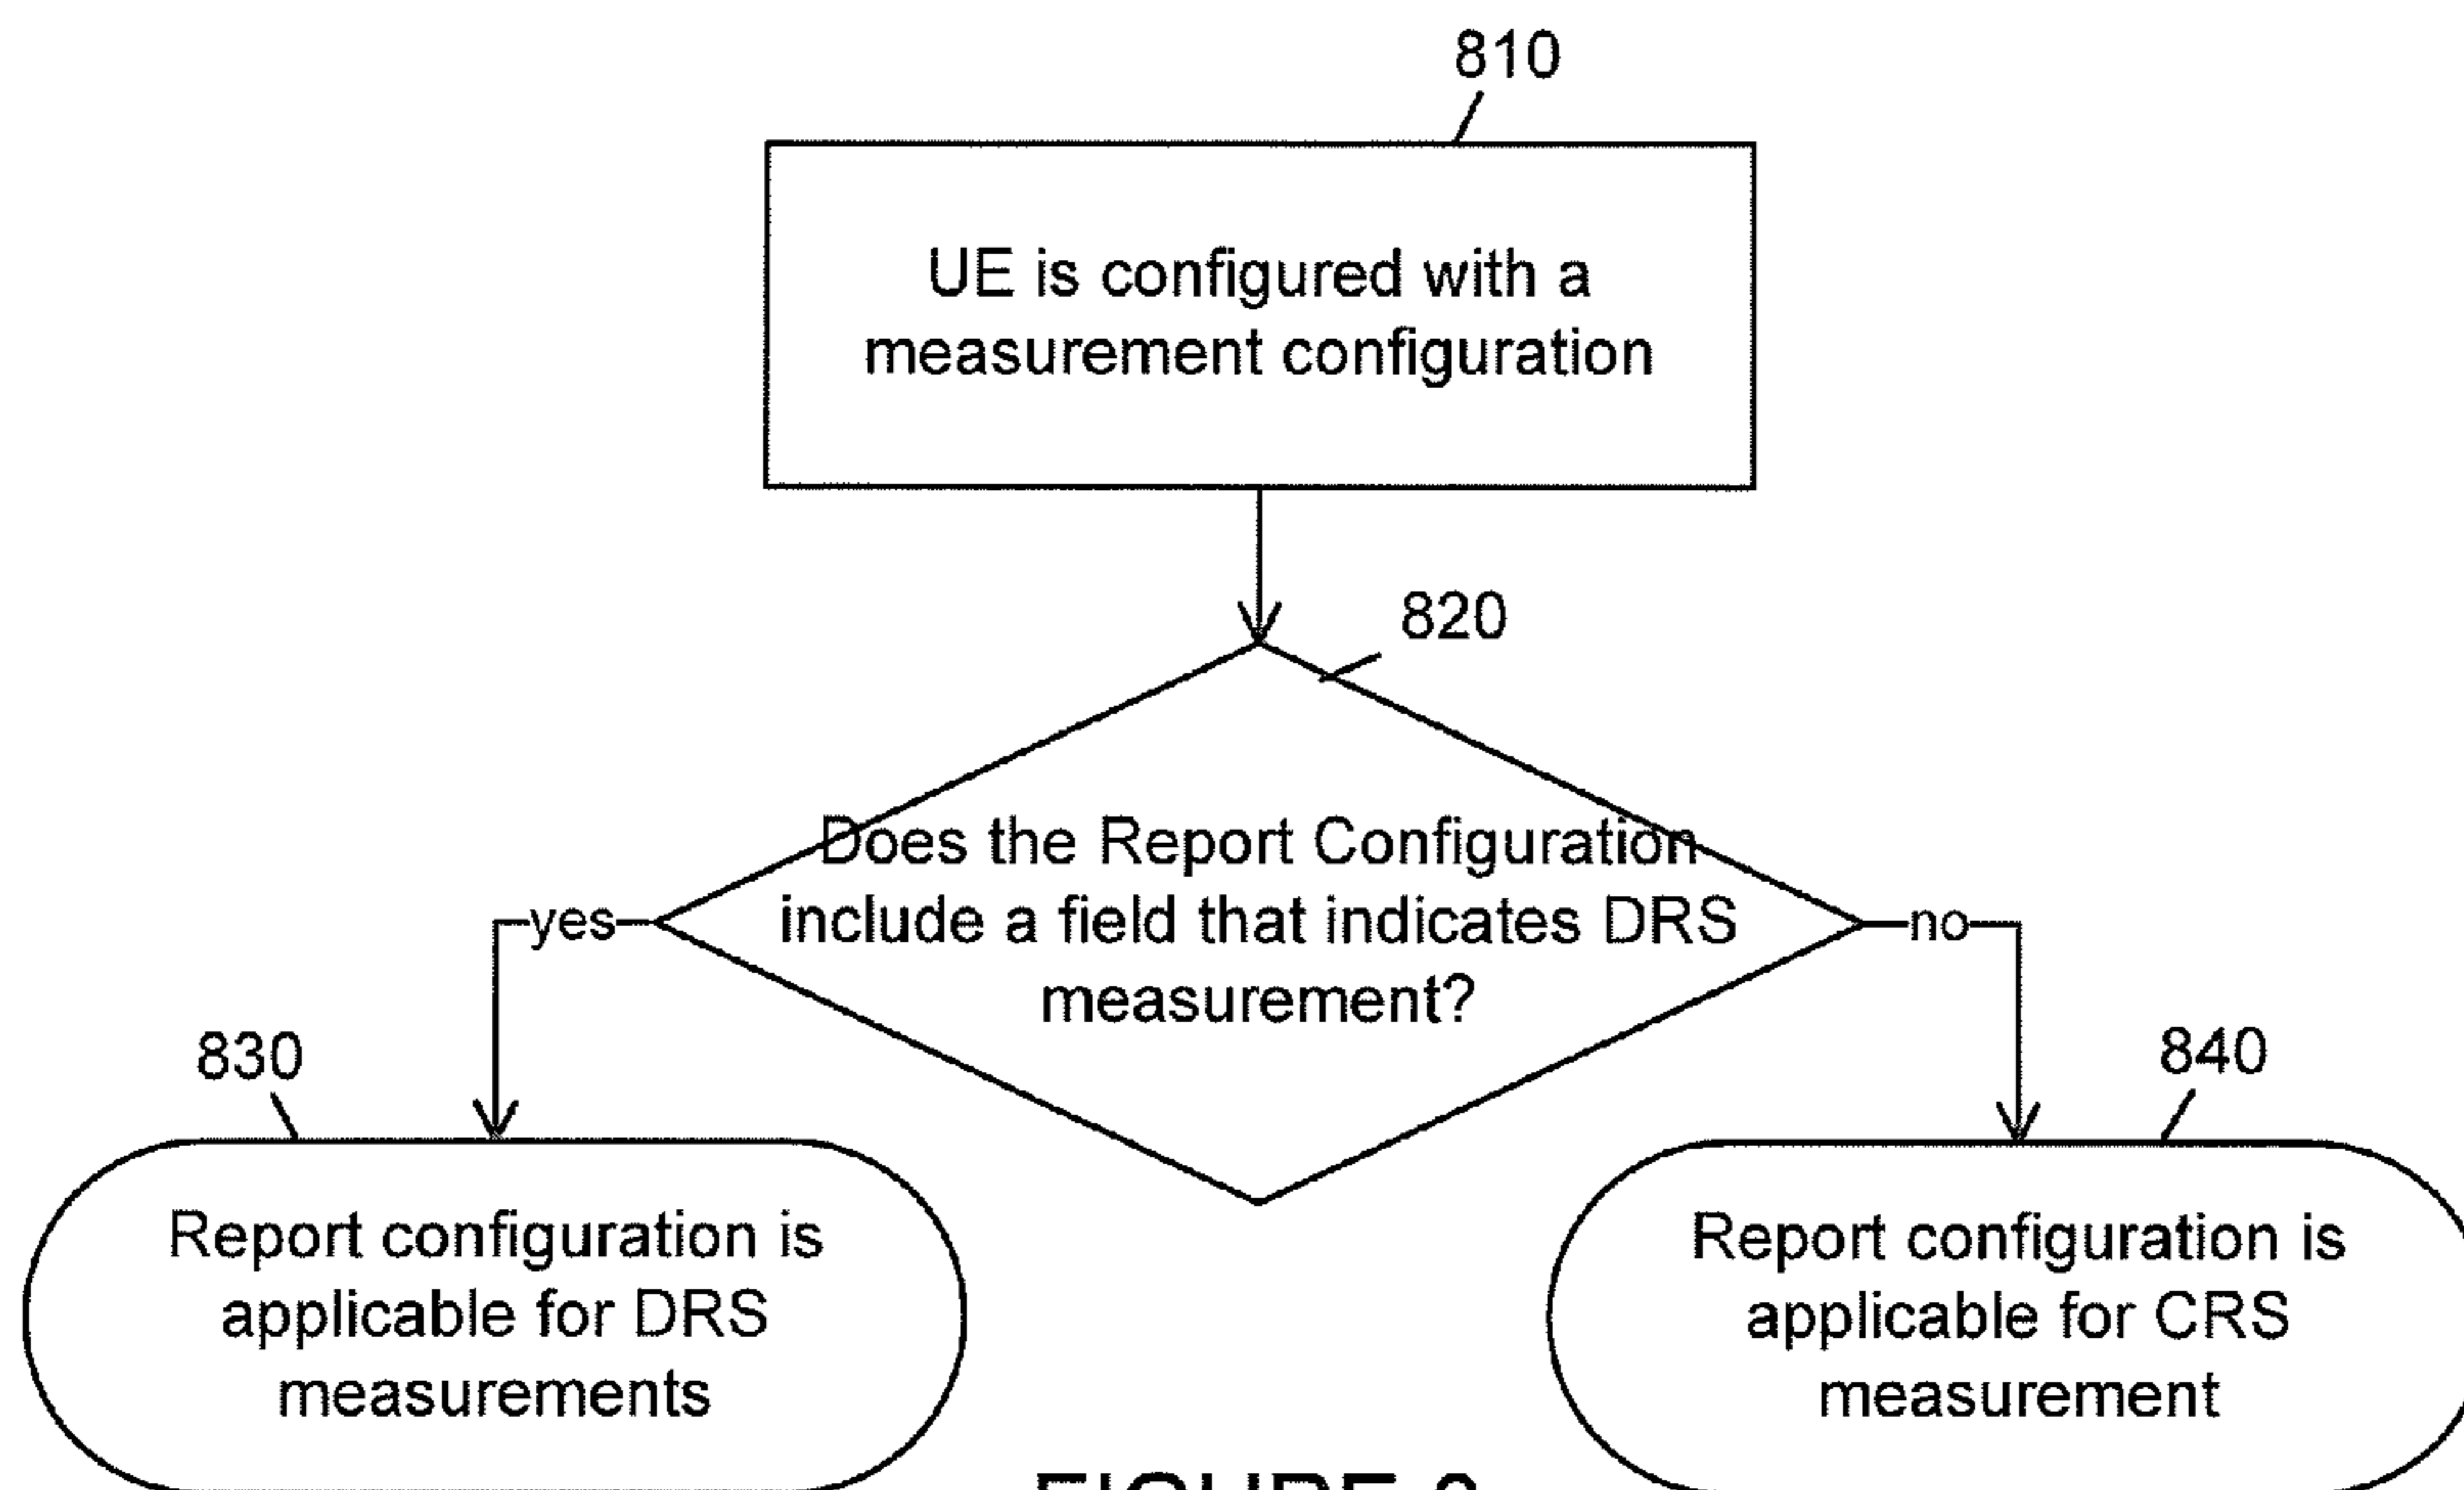 810
UE is configured with a
measurement configuration
820
Does the Report Configuration
include a field that indicates DRS
measurement?
yes
no
830
840
Report configuration is
applicable for DRS
measurements
Report configuration is
applicable for CRS
measurement
FIGURE